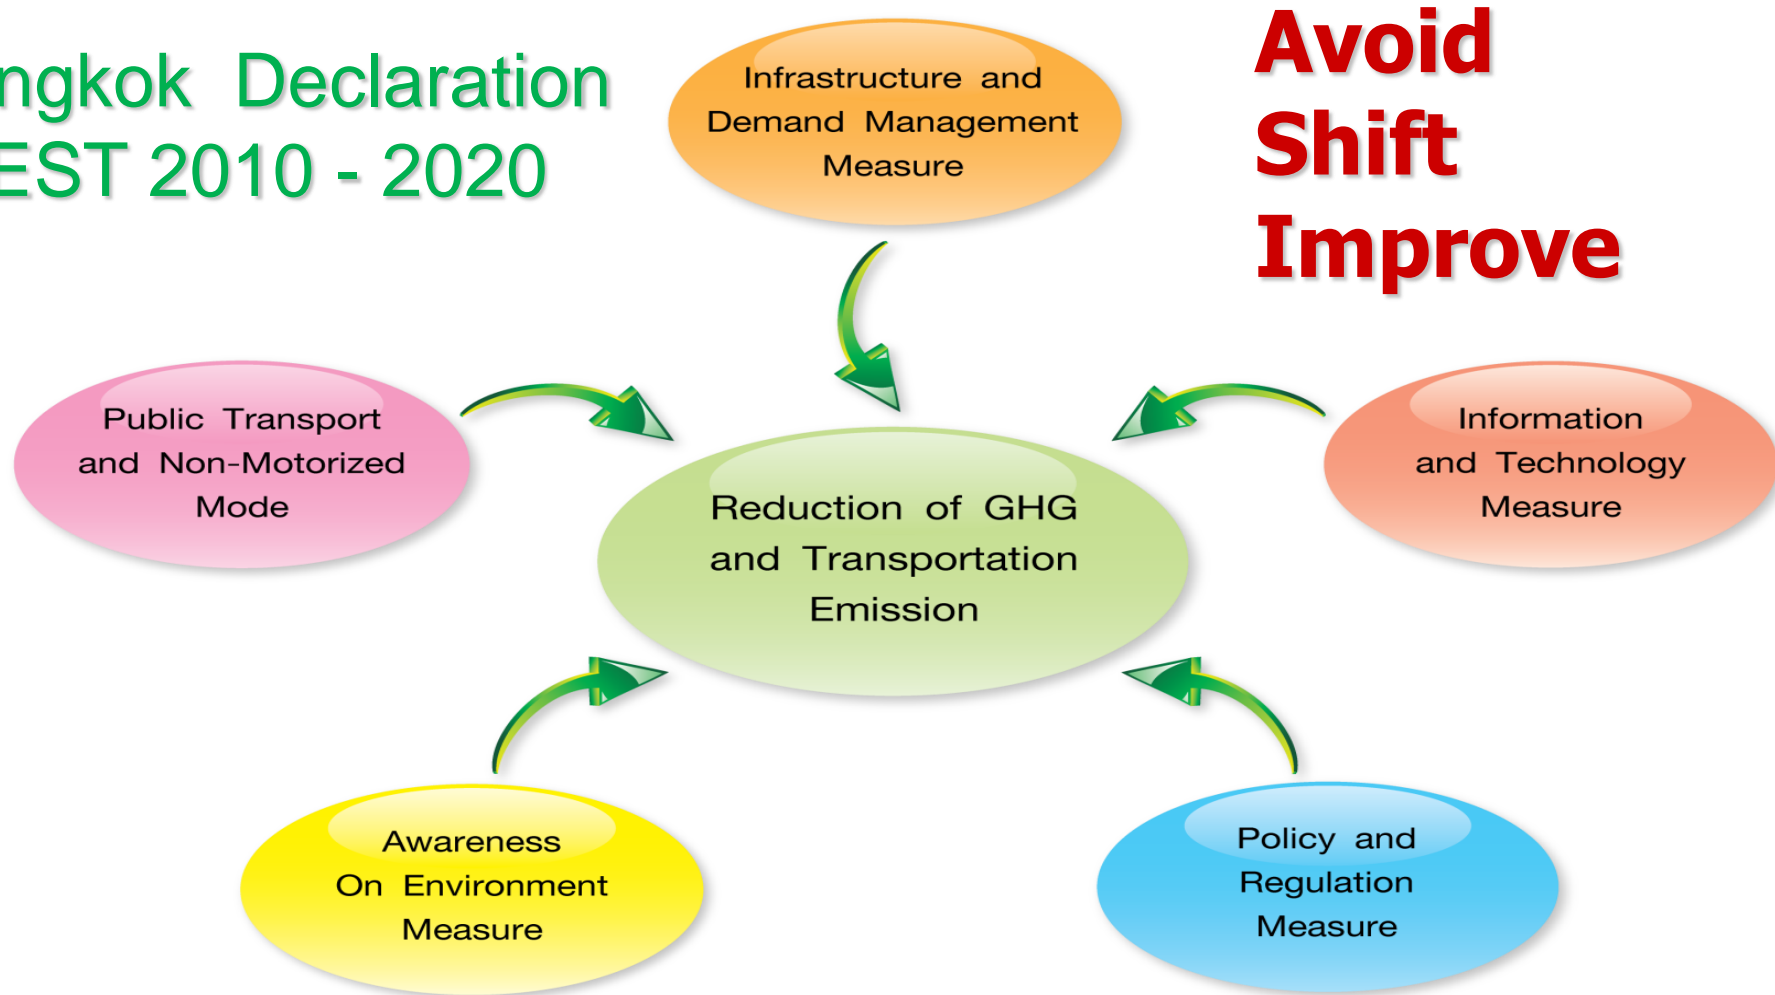 ngkok Declaration
EST 2010 - 2020
Avoid
Shift
Improve
Infrastructure and
Demand Management
Measure
Public Transport
and Non-Motorized
Mode
Information
and Technology
Measure
Reduction of GHG
and Transportation
Emission
Awareness
On Environment
Measure
Policy and
Regulation
Measure